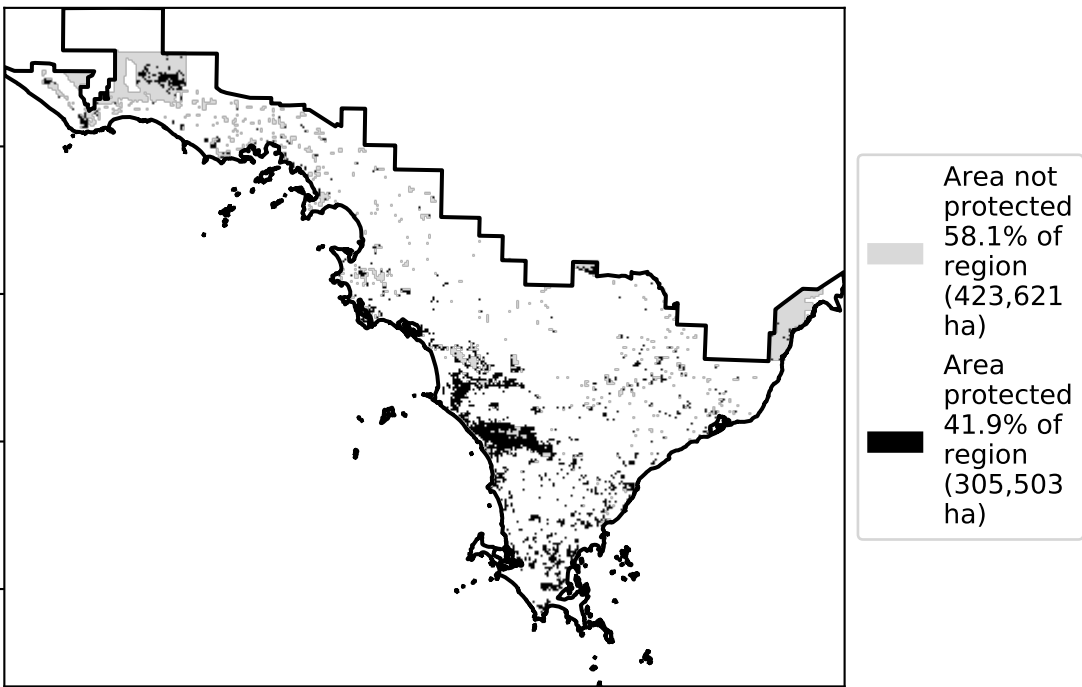 Area not
protected
58.1% of
region
(423,621
ha)
Area
protected
41.9% of
region
(305,503
ha)